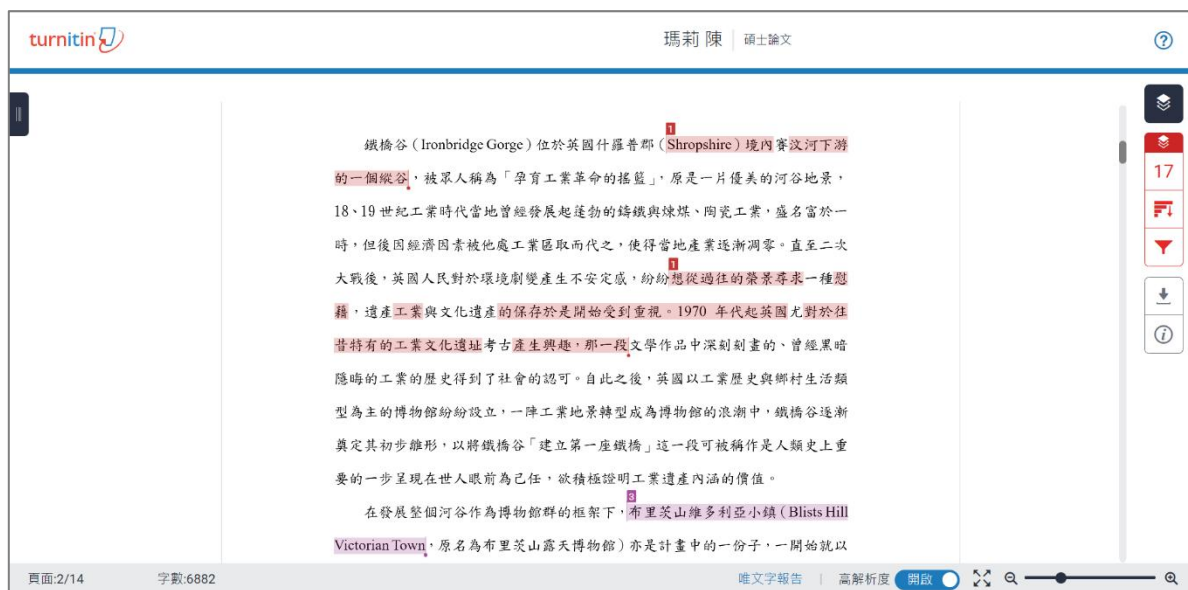 turnitin
瑪莉 陳
碩士論文
?
1
鐵橋谷（Ironbridge Gorge）位於英國什羅普郡（Shropshire）境內賽汶河下游
的一個縱谷，被眾人稱為「孕育工業革命的搖籃」，原是一片優美的河谷地景，
18、19 世紀工業時代當地曾經發展起蓬勃的鑄鐵與煉煤、陶瓷工業，盛名富於一
時，但後因經濟因素被他處工業區取而代之，使得當地產業逐漸凋零。直至二次
1
大戰後，英國人民對於環境劇變產生不安定感，紛紛想從過往的榮景尋求一種慰
藉，遺產工業與文化遺產的保存於是開始受到重視。1970 年代起英國尤對於往
昔特有的工業文化遺址考古產生興趣，那一段文學作品中深刻刻畫的、曾經黑暗
隱晦的工業的歷史得到了社會的認可。自此之後，英國以工業歷史與鄉村生活類
型為主的博物館紛紛設立，一陣工業地景轉型成為博物館的浪潮中，鐵橋谷逐漸
奠定其初步雛形，以將鐵橋谷「建立第一座鐵橋」這一段可被稱作是人類史上重
要的一步呈現在世人眼前為己任，欲積極證明工業遺產內涵的價值。
3
在發展整個河谷作為博物館群的框架下，布里茨山維多利亞小鎮（Blists Hill
Victorian Town，原名為布里茨山露天博物館）亦是計畫中的一份子，一開始就以
17
i
頁面:2/14
字數:6882
唯文字報告
高解析度
開啟